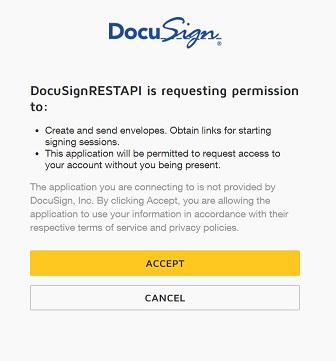 DocuSign®
DocuSignRESTAPI is requesting permission
to:
• Create and send envelopes. Obtain links for starting
signing sessions.
• This application will be permitted to request access to
your account without you being present.
The application you are connecting to is not provided by
DocuSign, Inc. By clicking Accept, you are allowing the
application to use your information in accordance with their
respective terms of service and privacy policies.
ACCEPT
CANCEL